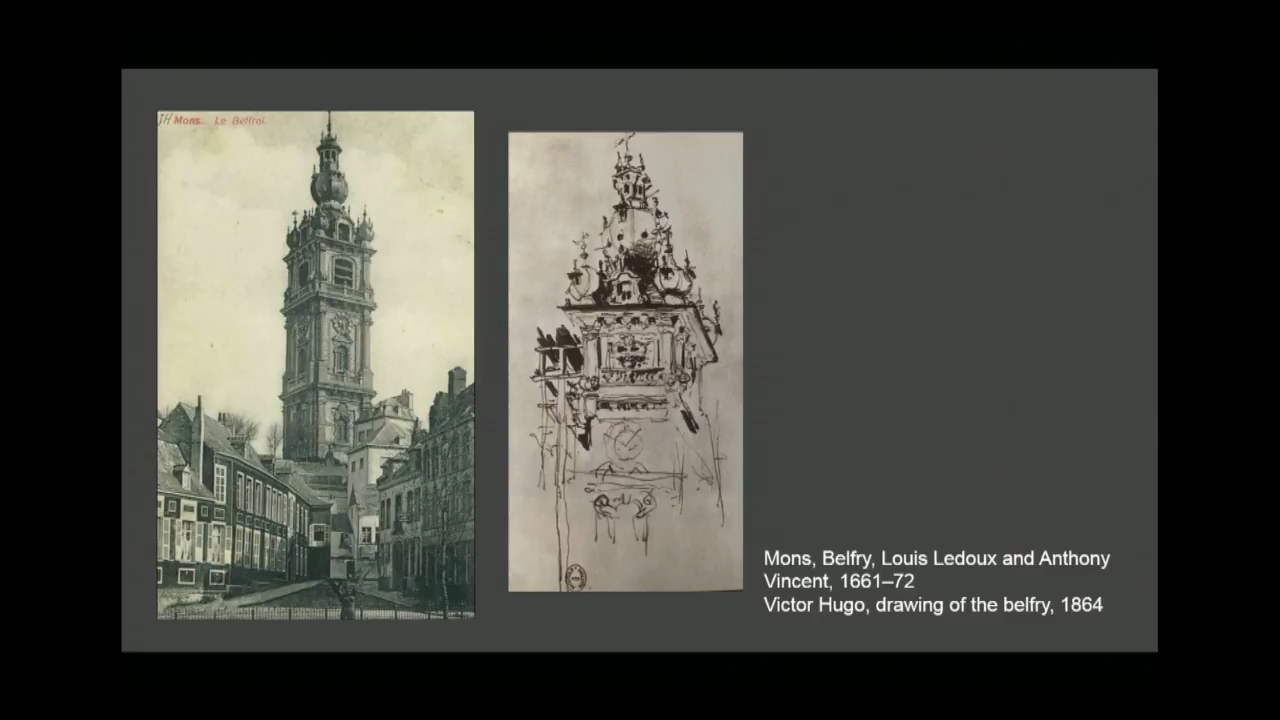 JH Mons. Le Beffroi.
Mons, Belfry, Louis Ledoux and Anthony
Vincent, 1661–72
Victor Hugo, drawing of the belfry, 1864